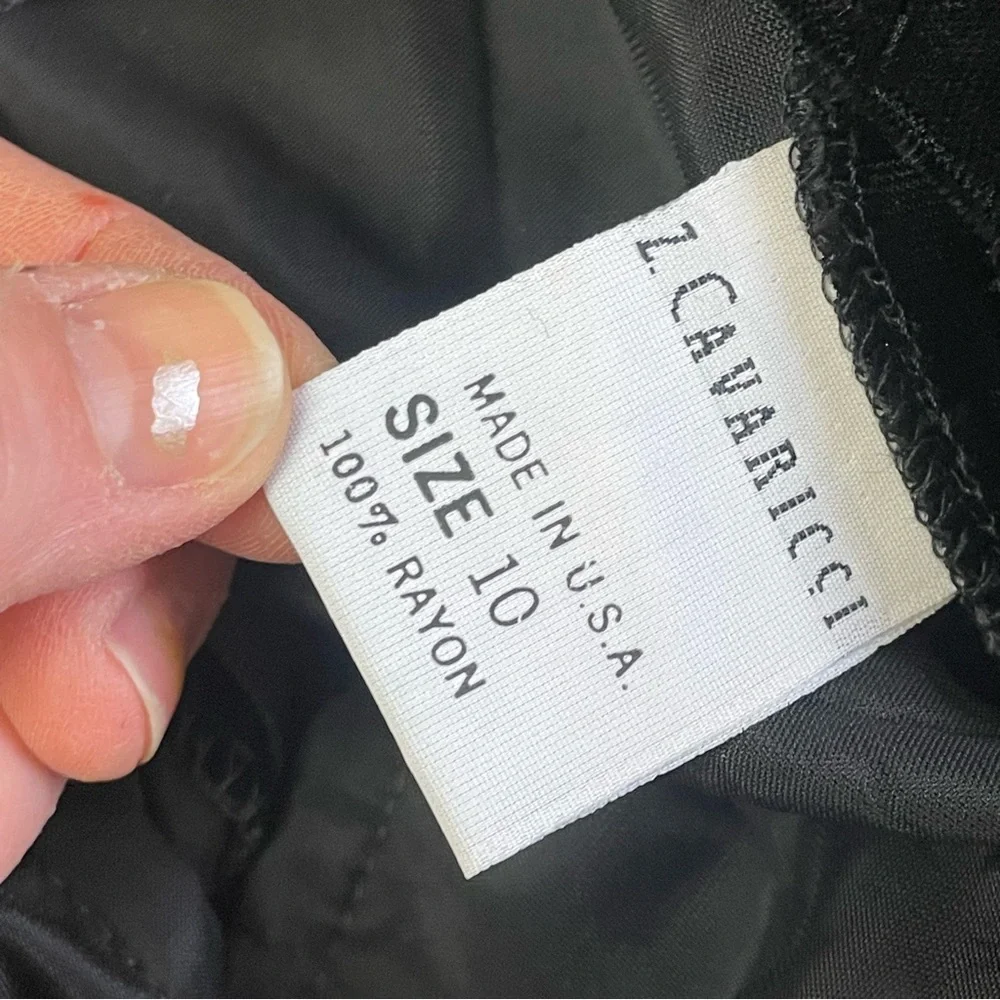 Z. CAVARICCI
MADE IN U.S.A.
SIZE 10
100% RAYON